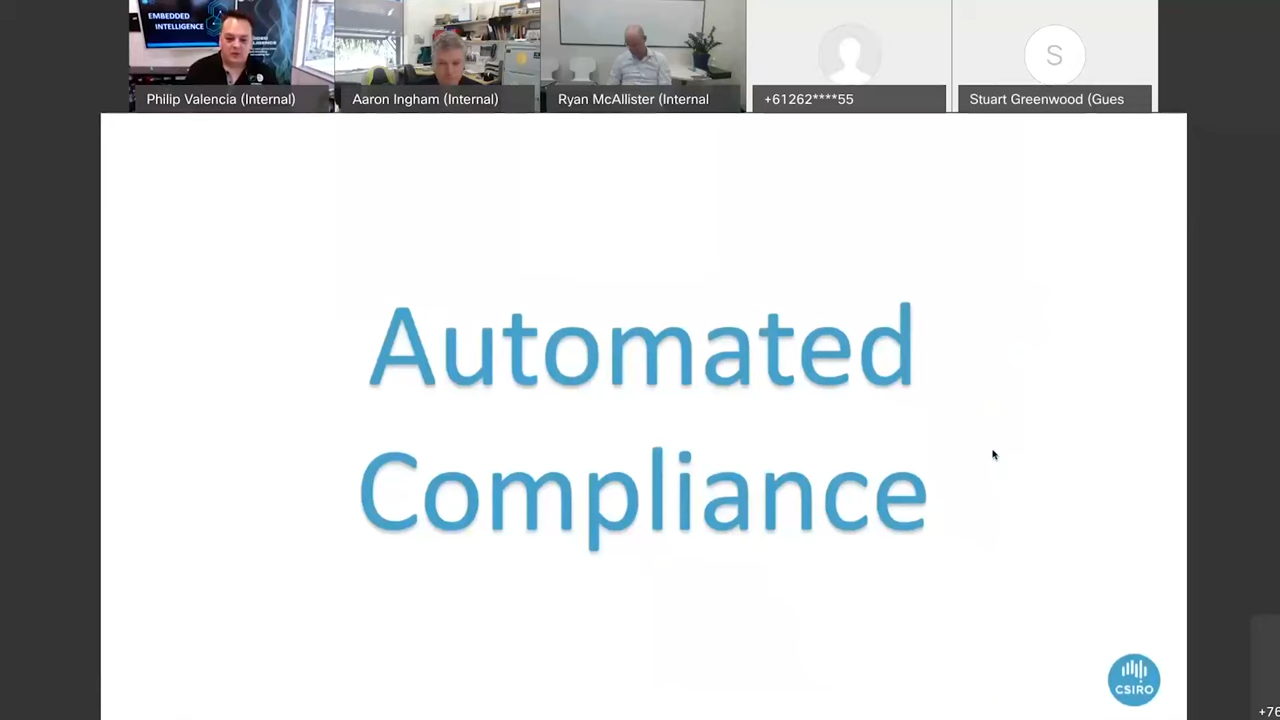 EMBEDDED
INTELLIGENCE
Philip Valencia (Internal)
Aaron Ingham (Internal)
Ryan McAllister (Internal
+61262****55
S
Stuart Greenwood (Gues
Automated
Compliance
CSIRO
+76